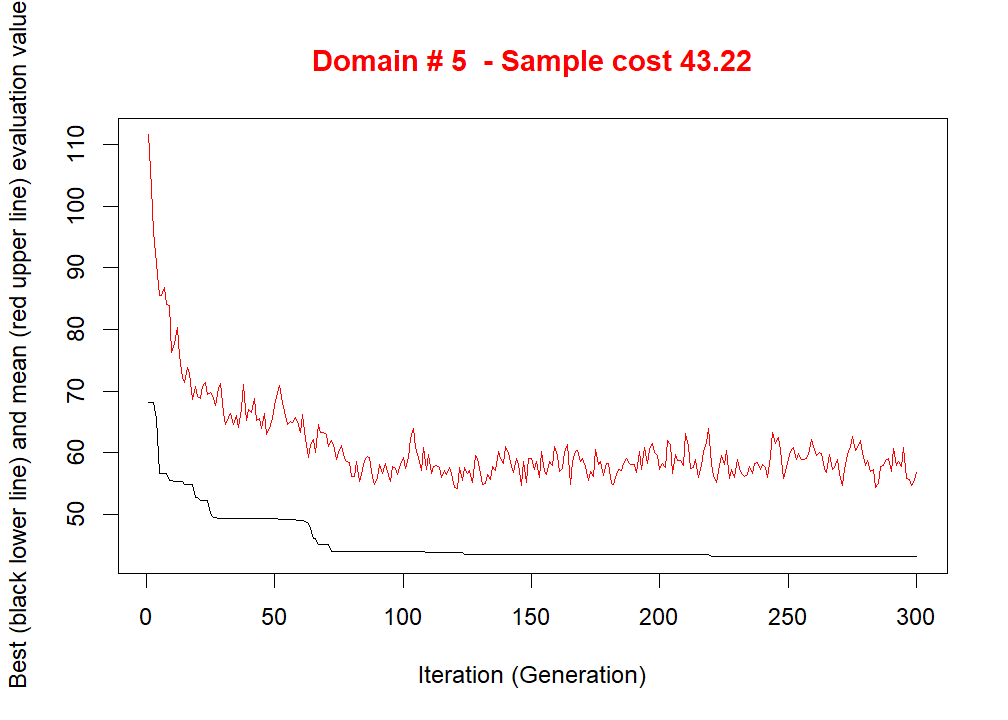 Domain # 5  - Sample cost 43.22
Best (black lower line) and mean (red upper line) evaluation value
110
100
90
80
70
60
50
0 50 100 150 200 250 300
Iteration (Generation)